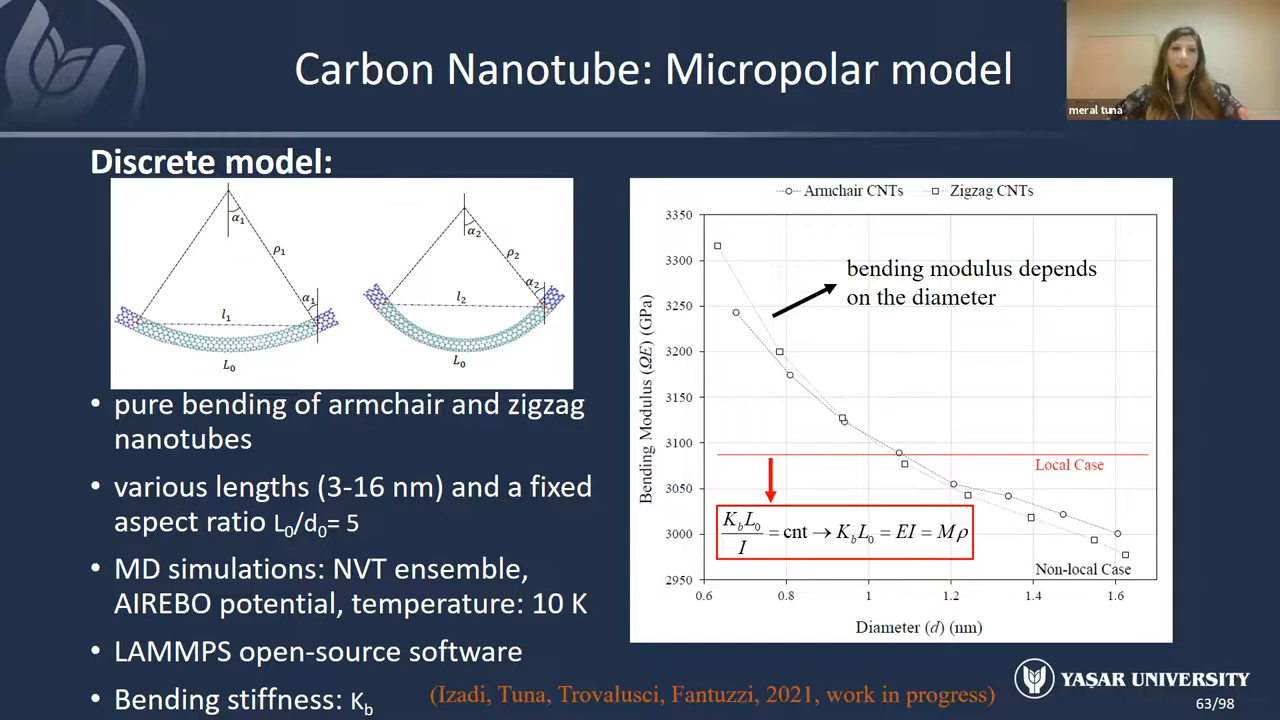 Carbon Nanotube: Micropolar model
meral tuna
Discrete model:
α₁
ρ₁
α₁
l₁
L₀
α₂
ρ₂
α₂
l₂
L₀
• pure bending of armchair and zigzag
nanotubes
• various lengths (3-16 nm) and a fixed
aspect ratio L₀/d₀= 5
• MD simulations: NVT ensemble,
AIREBO potential, temperature: 10 K
• LAMMPS open-source software
• Bending stiffness: K_b
Armchair CNTs Zigzag CNTs
3350
3300
3250
3200
3150
3100
3050
3000
2950
Bending Modulus (ΩE) (GPa)
bending modulus depends
on the diameter
Local Case
K_b L₀ / I = cnt → K_b L₀ = EI = Mρ
Non-local Case
0.6 0.8 1 1.2 1.4 1.6
Diameter (d) (nm)
(Izadi, Tuna, Trovalusci, Fantuzzi, 2021, work in progress)
YAŞAR UNIVERSITY
63/98